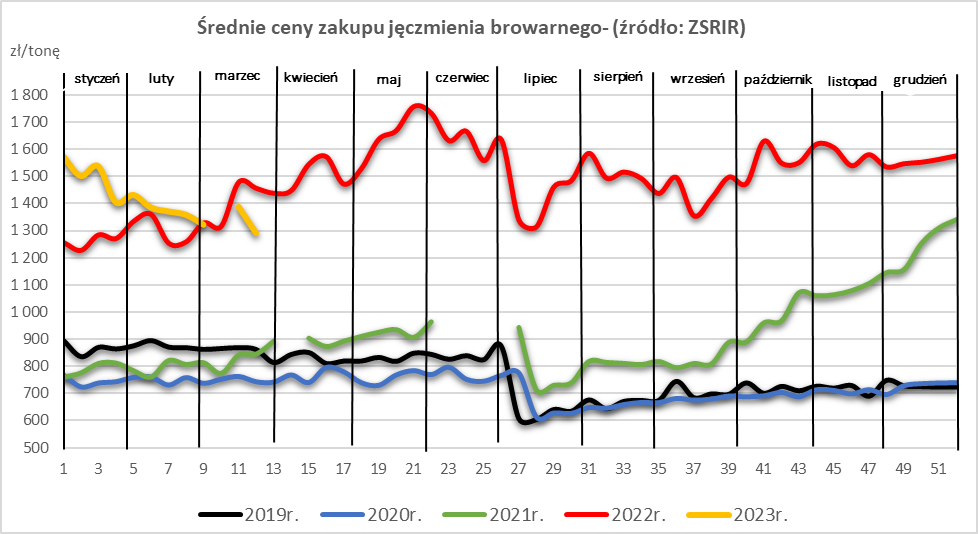 Średnie ceny zakupu jęczmienia browarnego- (źródło: ZSRIR)
zł/tonę
styczeń luty marzec kwiecień maj czerwiec lipiec sierpień wrzesień październik listopad grudzień
1 800
1 700
1 600
1 500
1 400
1 300
1 200
1 100
1 000
900
800
700
600
500
1 3 5 7 9 11 13 15 17 19 21 23 25 27 29 31 33 35 37 39 41 43 45 47 49 51
2019r. 2020r. 2021r. 2022r. 2023r.